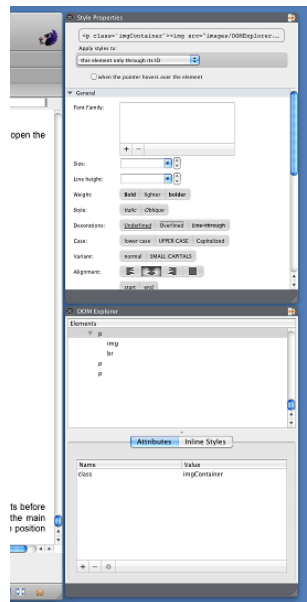 Style Properties
<p class='imgContainer'><img src="images/DOMExplorer...
Apply styles to:
this element only through its ID
when the pointer hovers over the element
General
open the
Font Family:
+ −
Size:
Line height:
Weight: Bold lighter bolder
Style: Italic Oblique
Decorations: Underlined Overlined Line-through
Case: lower case UPPER CASE Capitalized
Variant: normal SMALL CAPITALS
Alignment:
start end
DOM Explorer
Elements
p
img
br
p
p
Attributes Inline Styles
Name Value
class imgContainer
ts before
the main
position
+ −